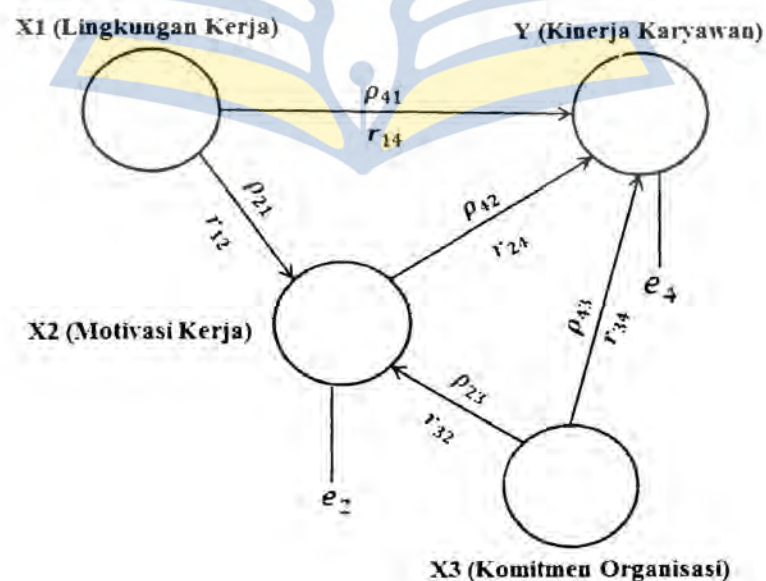 X1 (Lingkungan Kerja)
Y (Kinerja Karyawan)
ρ₄₁
r₁₄
ρ₂₁
r₁₂
ρ₄₂
r₂₄
e₄
X2 (Motivasi Kerja)
ρ₄₃
r₃₄
ρ₂₃
r₃₂
e₂
X3 (Komitmen Organisasi)